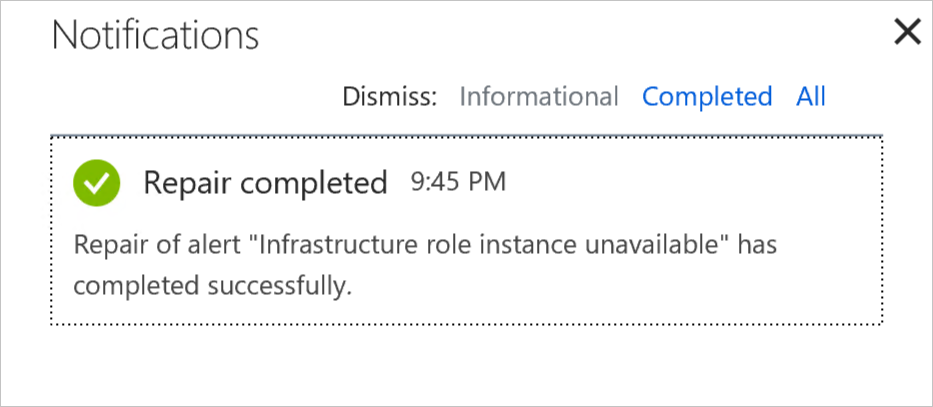 Notifications
Dismiss: Informational Completed All
Repair completed 9:45 PM
Repair of alert "Infrastructure role instance unavailable" has
completed successfully.